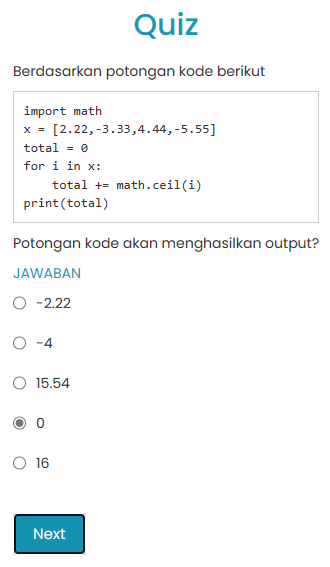 Quiz
Berdasarkan potongan kode berikut
import math
x = [2.22,-3.33,4.44,-5.55]
total = 0
for i in x:
    total += math.ceil(i)
print(total)
Potongan kode akan menghasilkan output?
JAWABAN
-2.22
-4
15.54
0
16
Next